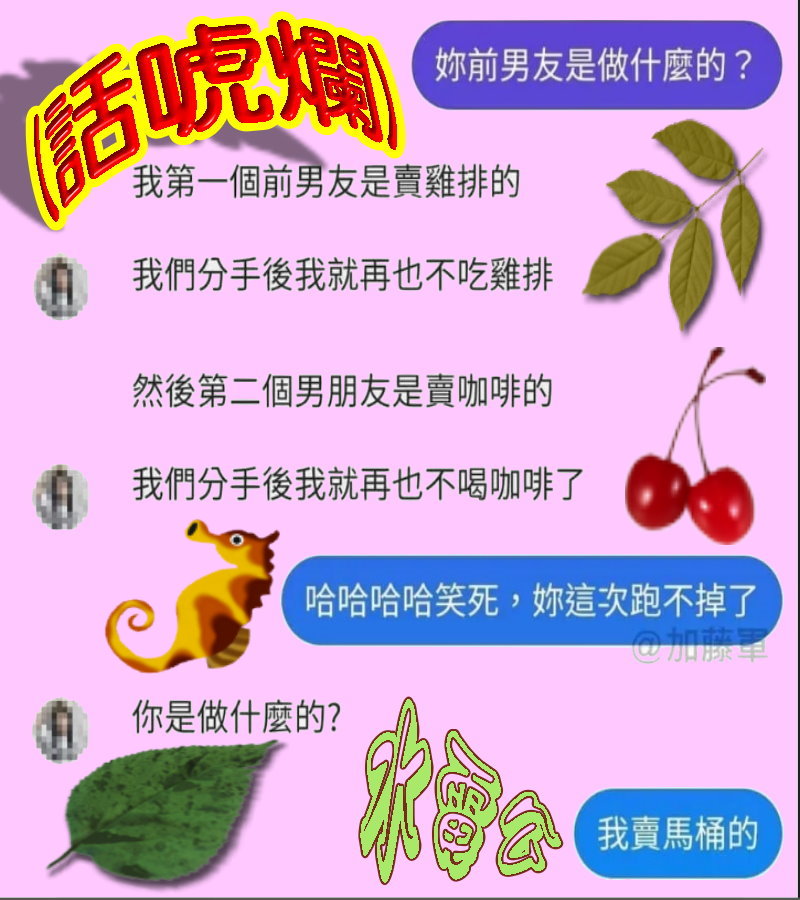 話唬爛
妳前男友是做什麼的？
我第一個前男友是賣雞排的
我們分手後我就再也不吃雞排
然後第二個男朋友是賣咖啡的
我們分手後我就再也不喝咖啡了
哈哈哈哈笑死，妳這次跑不掉了
@加藤軍
你是做什麼的?
水雷公
我賣馬桶的